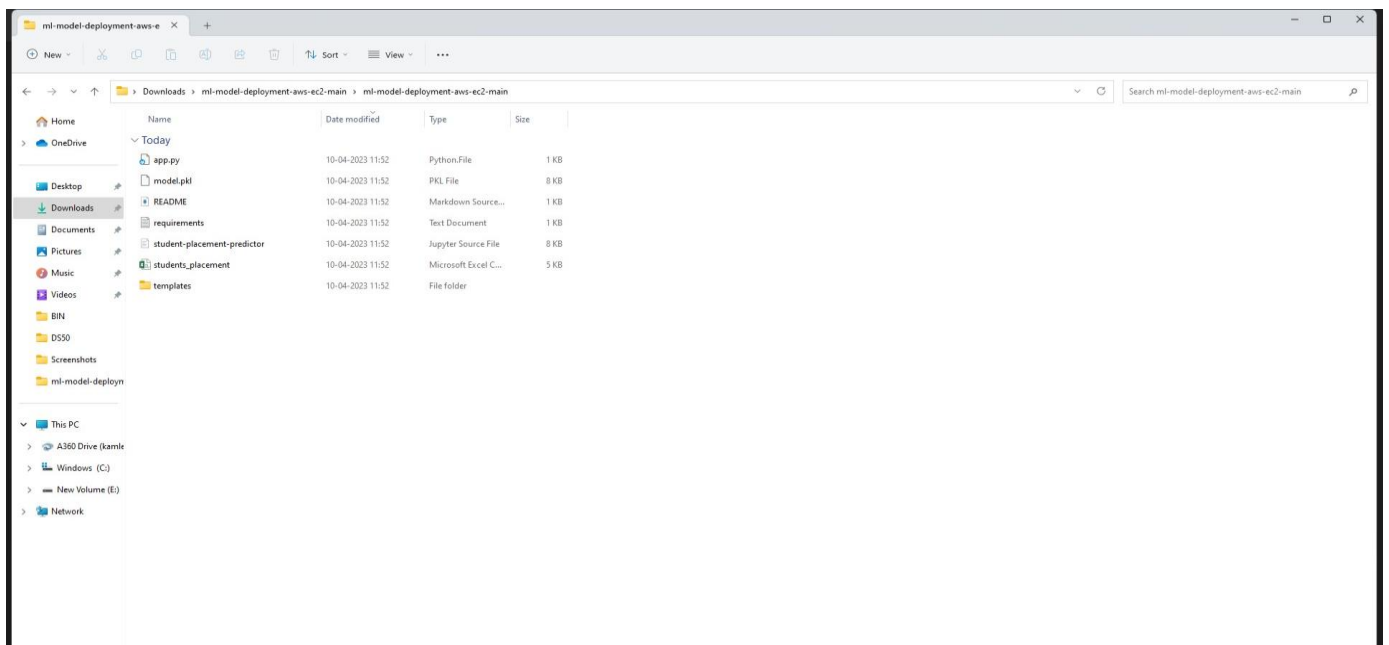 ml-model-deployment-aws-e
New Sort View
Downloads > ml-model-deployment-aws-ec2-main > ml-model-deployment-aws-ec2-main Search ml-model-deployment-aws-ec2-main
Home
OneDrive
Desktop
Downloads
Documents
Pictures
Music
Videos
BIN
DS50
Screenshots
ml-model-deployn
This PC
A360 Drive (kamle
Windows (C:)
New Volume (E:)
Network
Name Date modified Type Size
Today
app.py 10-04-2023 11:52 Python.File 1 KB
model.pkl 10-04-2023 11:52 PKL File 8 KB
README 10-04-2023 11:52 Markdown Source... 1 KB
requirements 10-04-2023 11:52 Text Document 1 KB
student-placement-predictor 10-04-2023 11:52 Jupyter Source File 8 KB
students_placement 10-04-2023 11:52 Microsoft Excel C... 5 KB
templates 10-04-2023 11:52 File folder